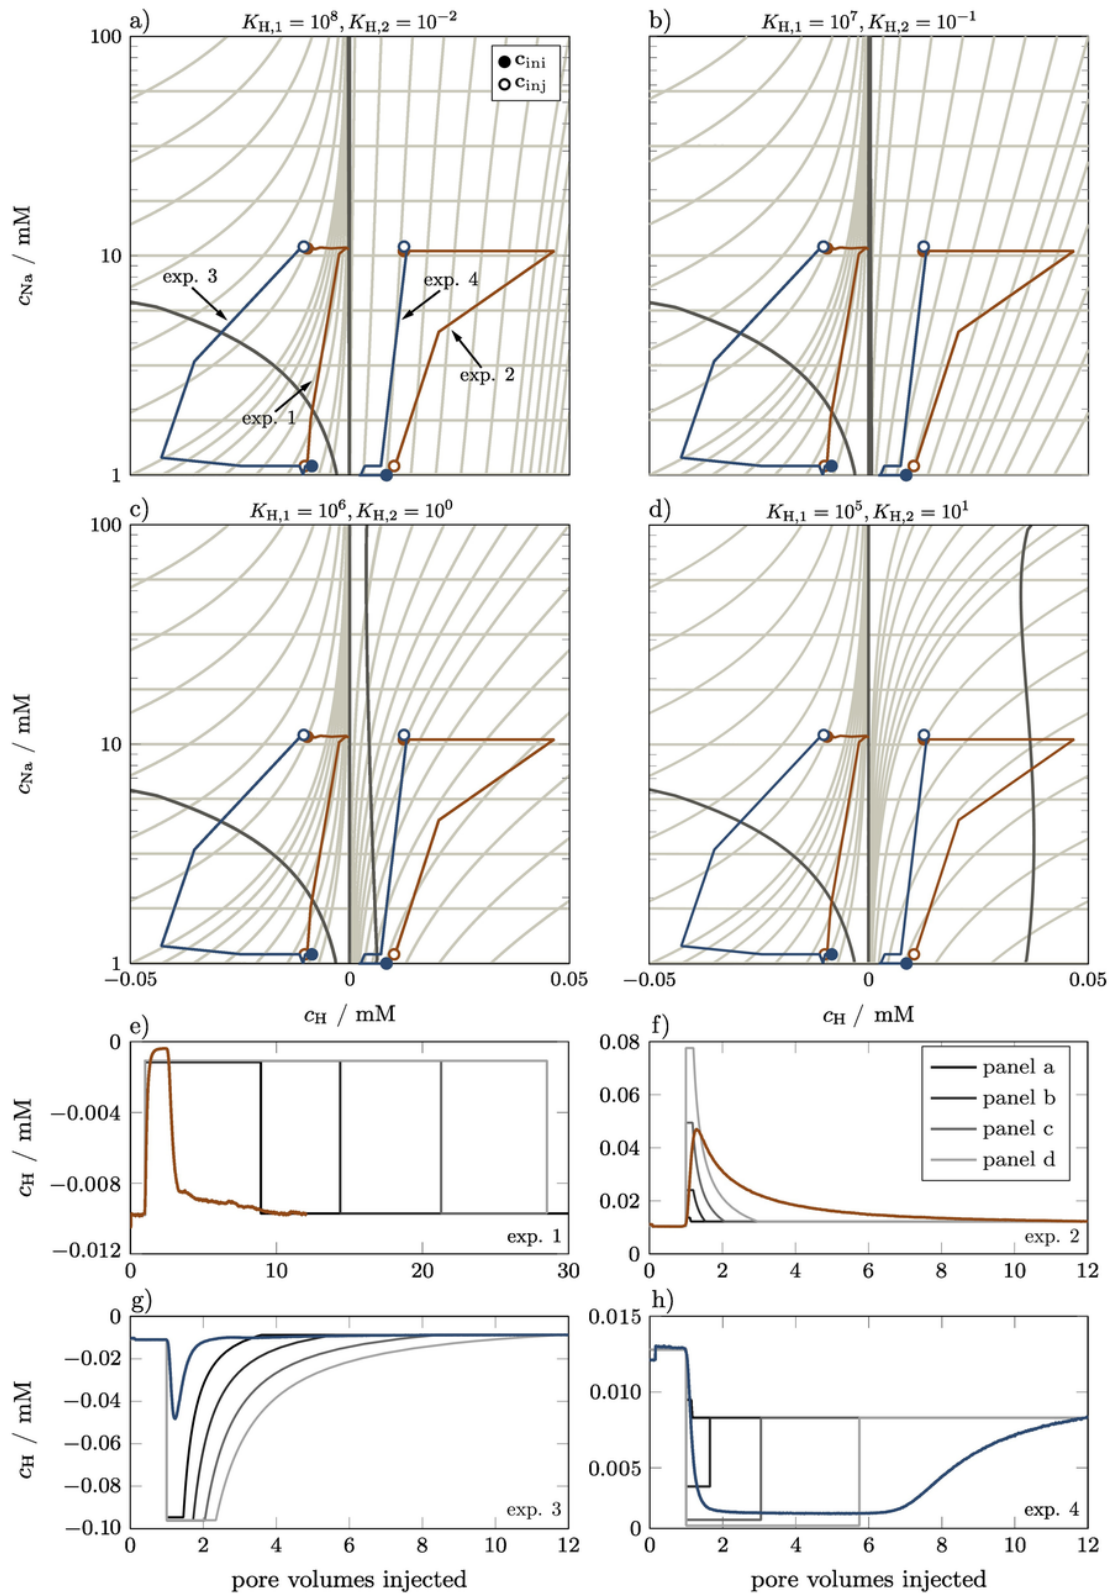 a) K_H,1 = 10^8, K_H,2 = 10^−2
b) K_H,1 = 10^7, K_H,2 = 10^−1
100
c_ini
c_inj
c_Na / mM
10
exp. 3
exp. 4
exp. 2
exp. 1
1
c) K_H,1 = 10^6, K_H,2 = 10^0
d) K_H,1 = 10^5, K_H,2 = 10^1
100
c_Na / mM
10
1
−0.05 0 0.05
−0.05 0 0.05
c_H / mM
c_H / mM
e)
0
−0.004
−0.008
−0.012
c_H / mM
exp. 1
0 10 20 30
f)
0.08
0.06
0.04
0.02
0
panel a
panel b
panel c
panel d
exp. 2
0 2 4 6 8 10 12
g)
0
−0.02
−0.04
−0.06
−0.08
−0.10
c_H / mM
exp. 3
0 2 4 6 8 10 12
pore volumes injected
h)
0.015
0.010
0.005
0
exp. 4
0 2 4 6 8 10 12
pore volumes injected